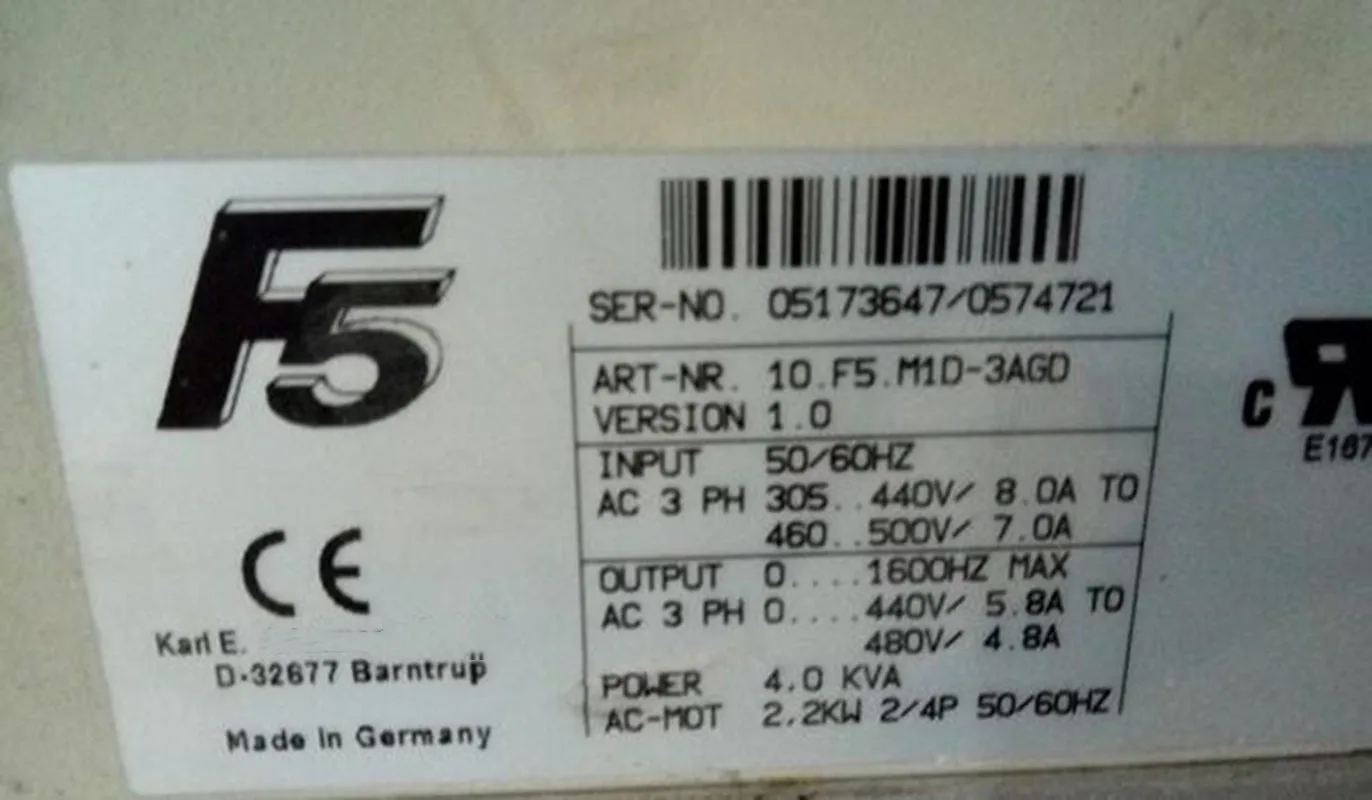 F5
SER-NO. 05173647/0574721
ART-NR. 10.F5.M1D-3AGD
VERSION 1.0
INPUT 50/60HZ
AC 3 PH 305..440V/ 8.0A TO
460..500V/ 7.0A
OUTPUT 0....1600HZ MAX
AC 3 PH 0....440V/ 5.8A TO
480V/ 4.8A
POWER 4.0 KVA
AC-MOT 2.2KW 2/4P 50/60HZ
CE
Karl E.
D-32677 Barntrup
Made in Germany
c
E167